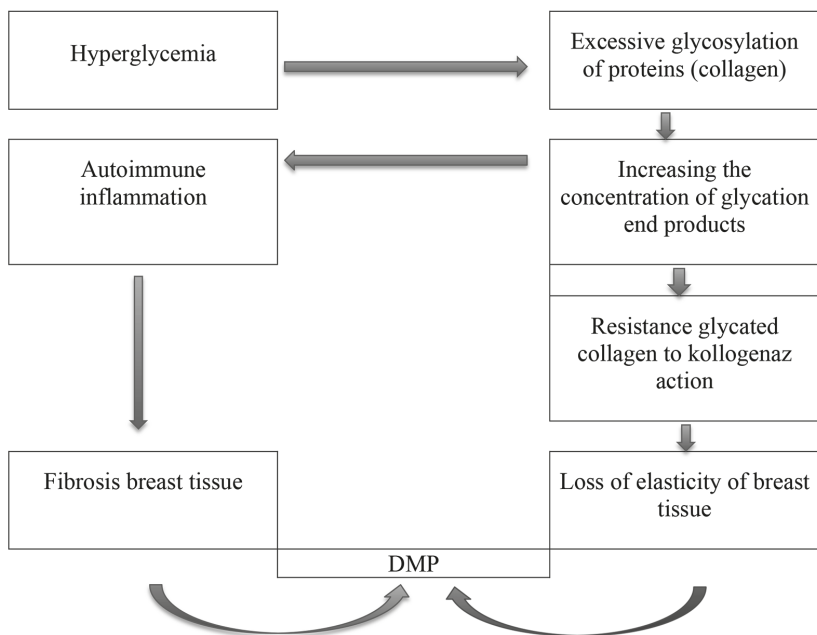 Hyperglycemia
Excessive glycosylation
of proteins (collagen)
Autoimmune
inflammation
Increasing the
concentration of glycation
end products
Resistance glycated
collagen to kollogenaz
action
Fibrosis breast tissue
Loss of elasticity of breast
tissue
DMP